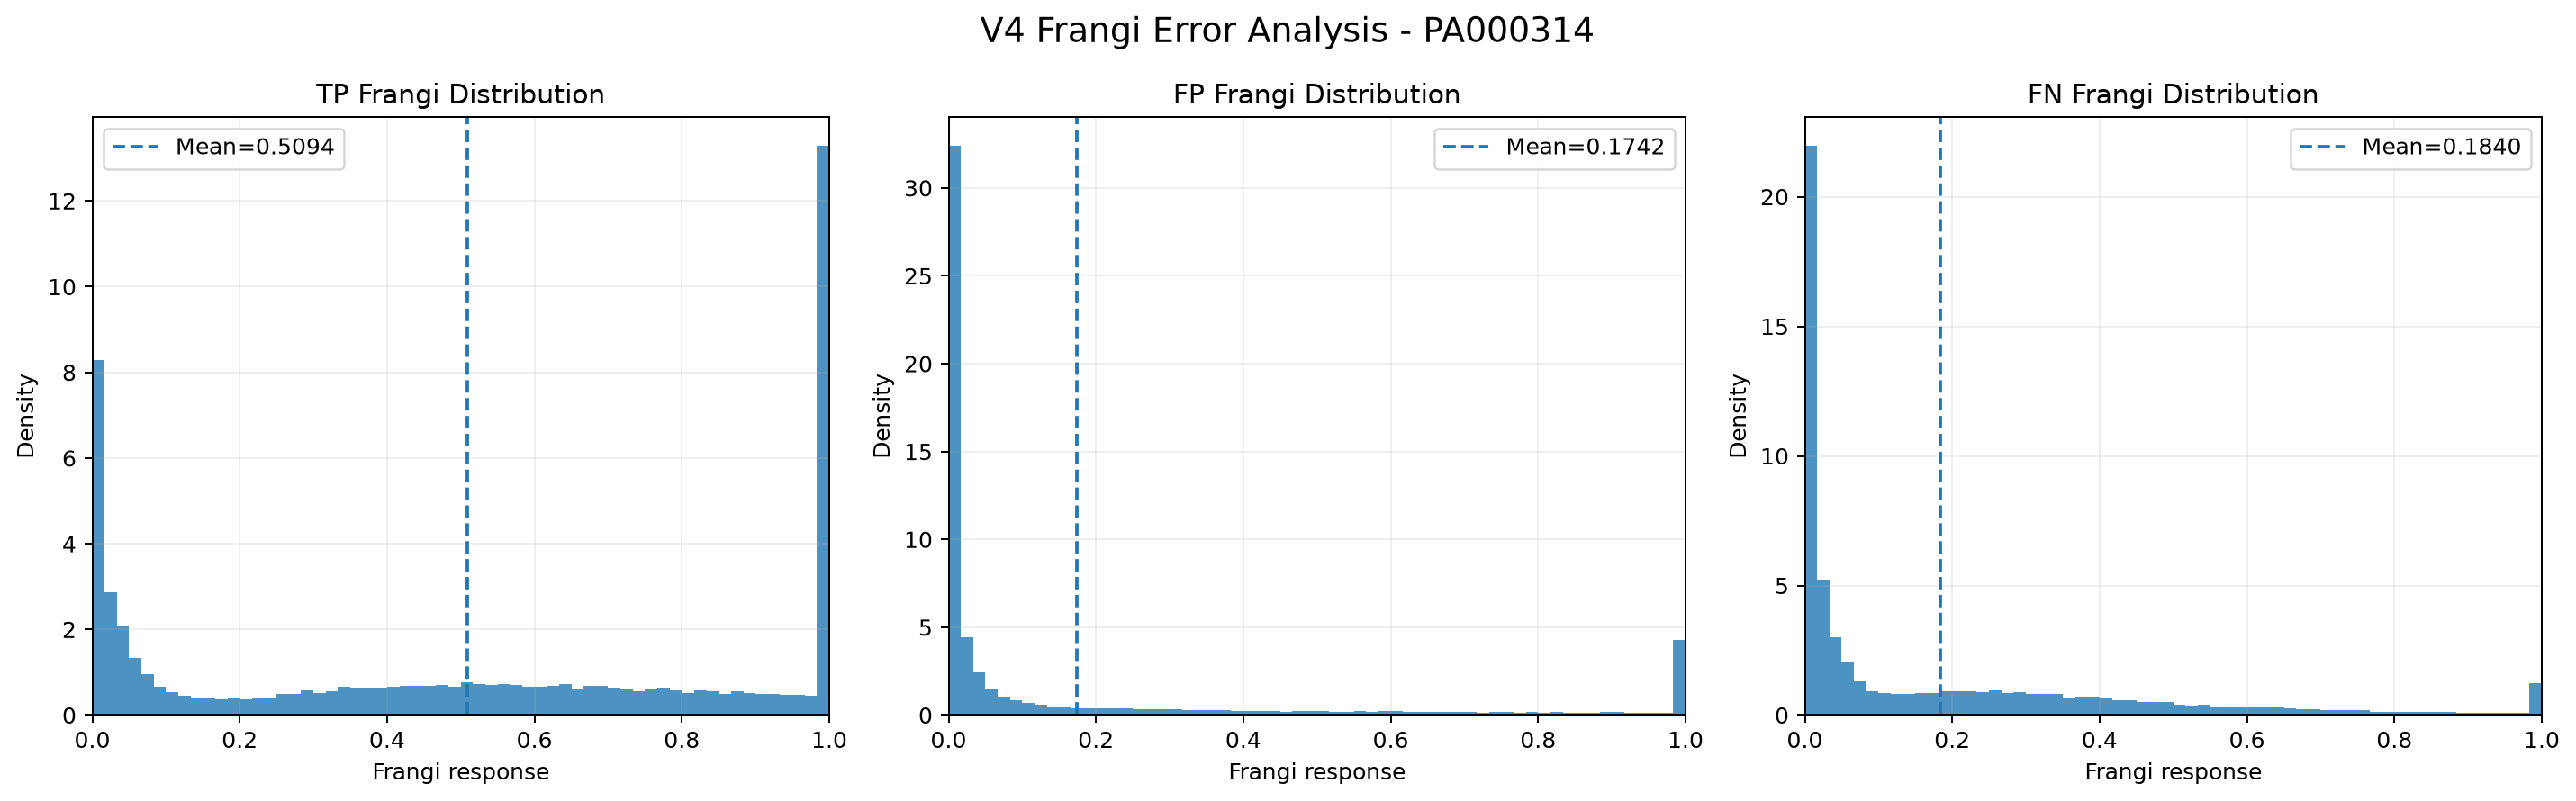 V4 Frangi Error Analysis - PA000314
TP Frangi Distribution
Mean=0.5094
Density
0
2
4
6
8
10
12
0.0 0.2 0.4 0.6 0.8 1.0
Frangi response
FP Frangi Distribution
Mean=0.1742
Density
0
5
10
15
20
25
30
0.0 0.2 0.4 0.6 0.8 1.0
Frangi response
FN Frangi Distribution
Mean=0.1840
Density
0
5
10
15
20
0.0 0.2 0.4 0.6 0.8 1.0
Frangi response